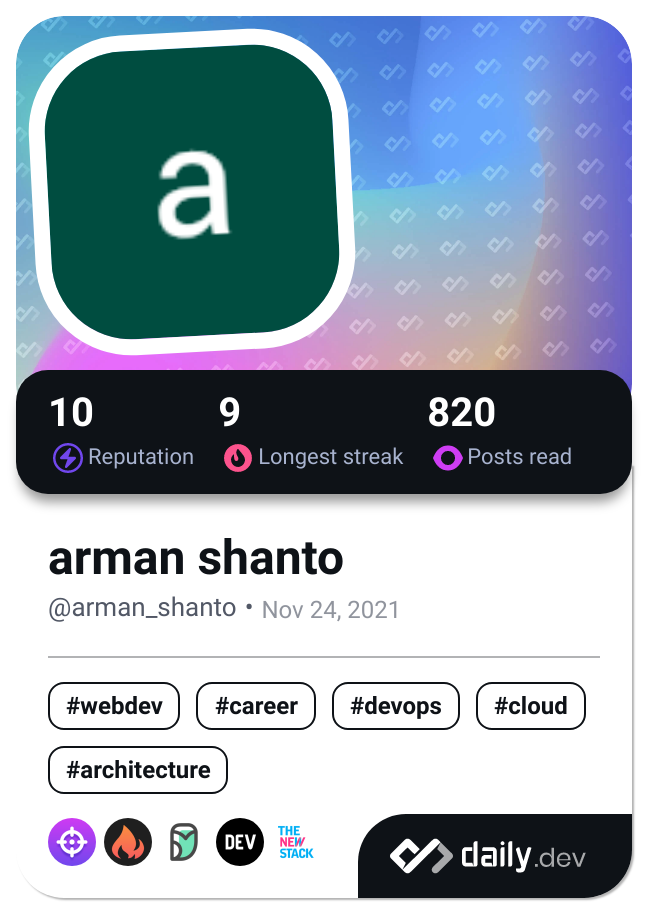 a
10 9 820
Reputation Longest streak Posts read
arman shanto
@arman_shanto • Nov 24, 2021
#webdev #career #devops #cloud
#architecture
DEV
THE
NEW
STACK
daily.dev